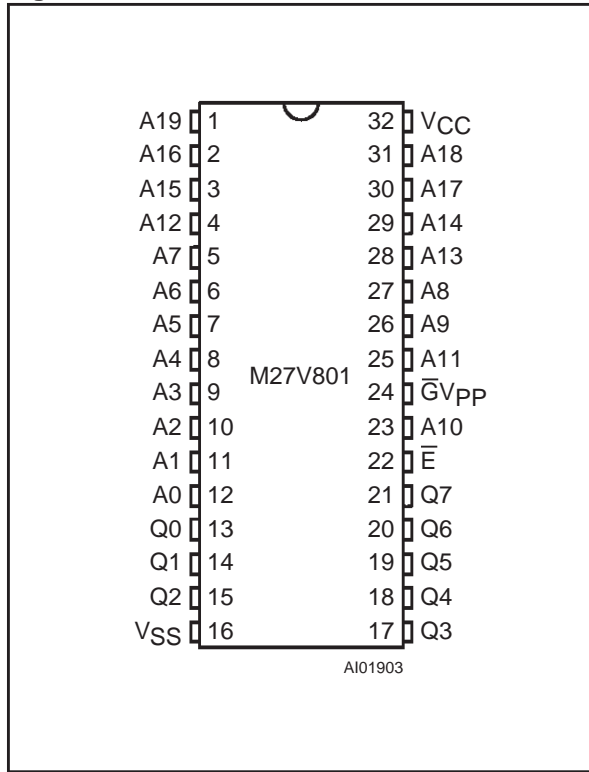 A19 1 32 VCC
A16 2 31 A18
A15 3 30 A17
A12 4 29 A14
A7 5 28 A13
A6 6 27 A8
A5 7 26 A9
A4 8 25 A11
M27V801
A3 9 24 G̅VPP
A2 10 23 A10
A1 11 22 E̅
A0 12 21 Q7
Q0 13 20 Q6
Q1 14 19 Q5
Q2 15 18 Q4
VSS 16 17 Q3
AI01903